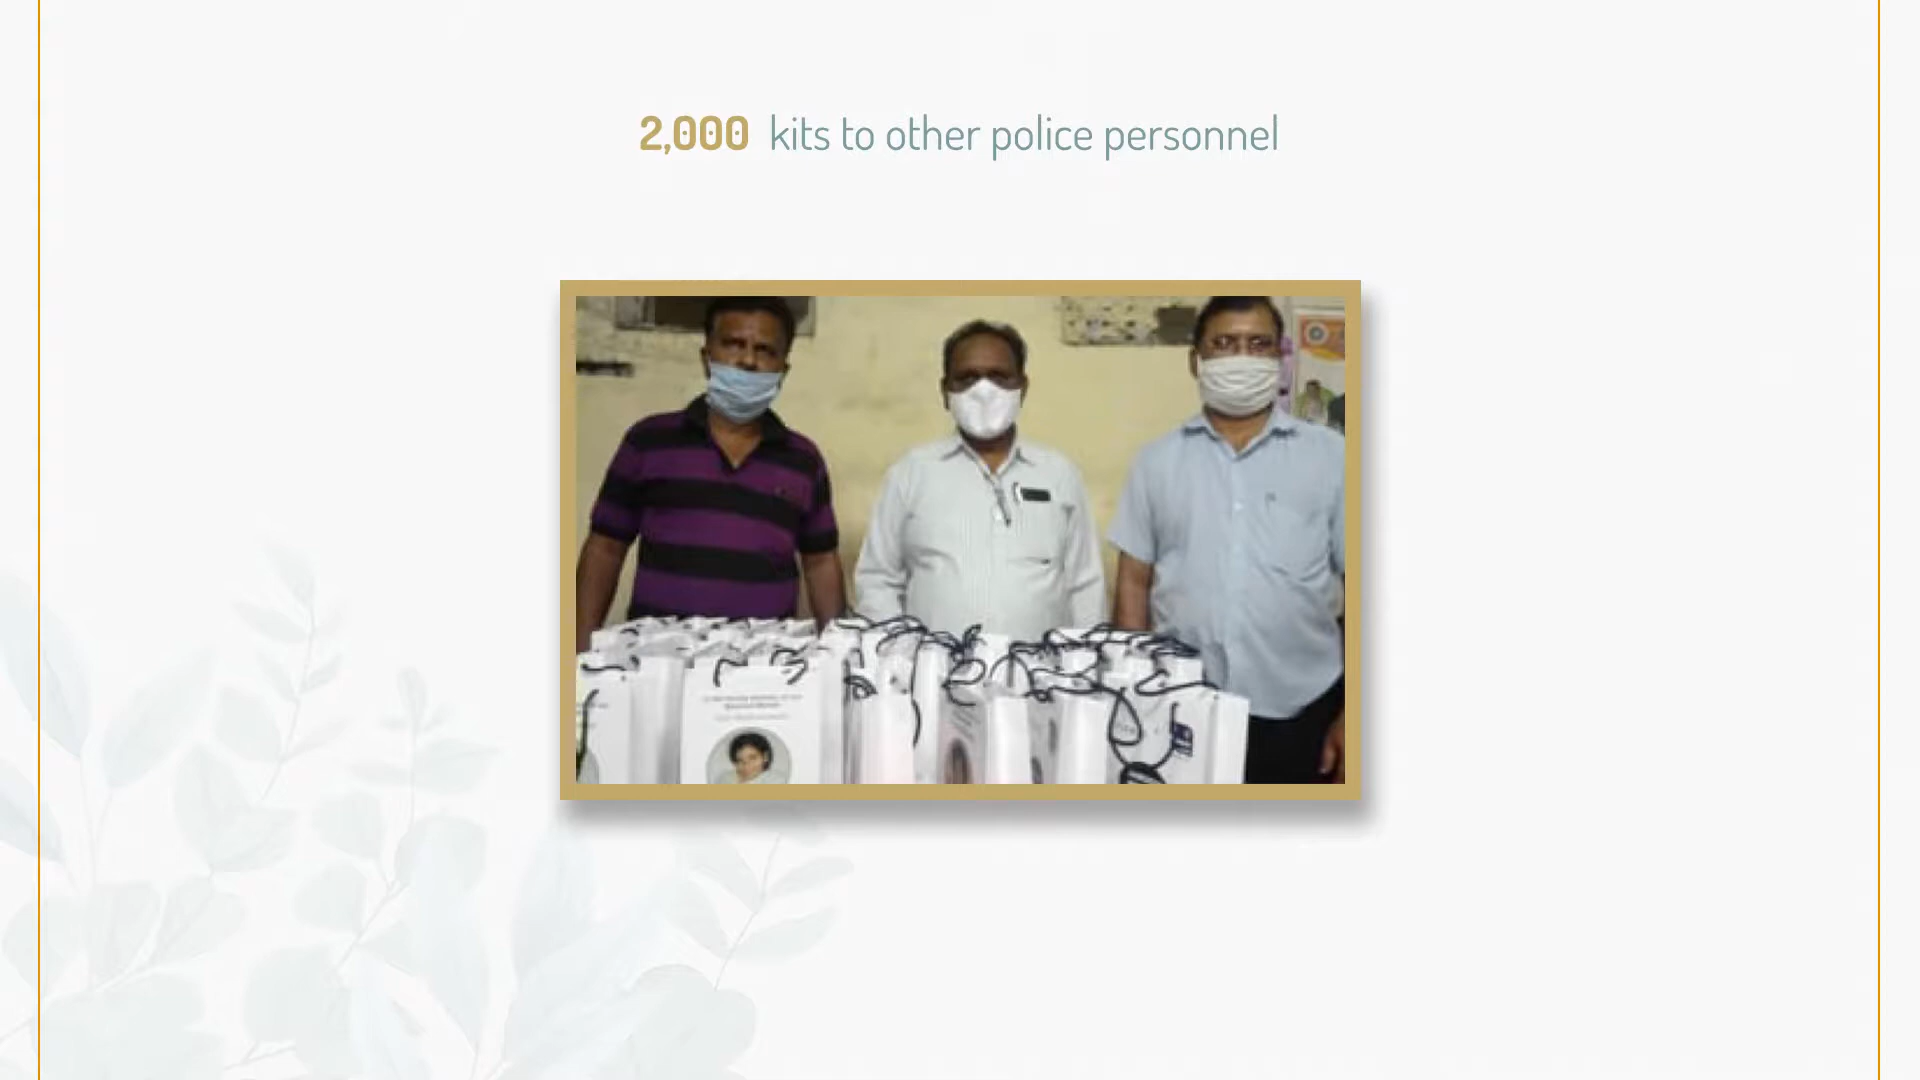 2,000 kits to other police personnel